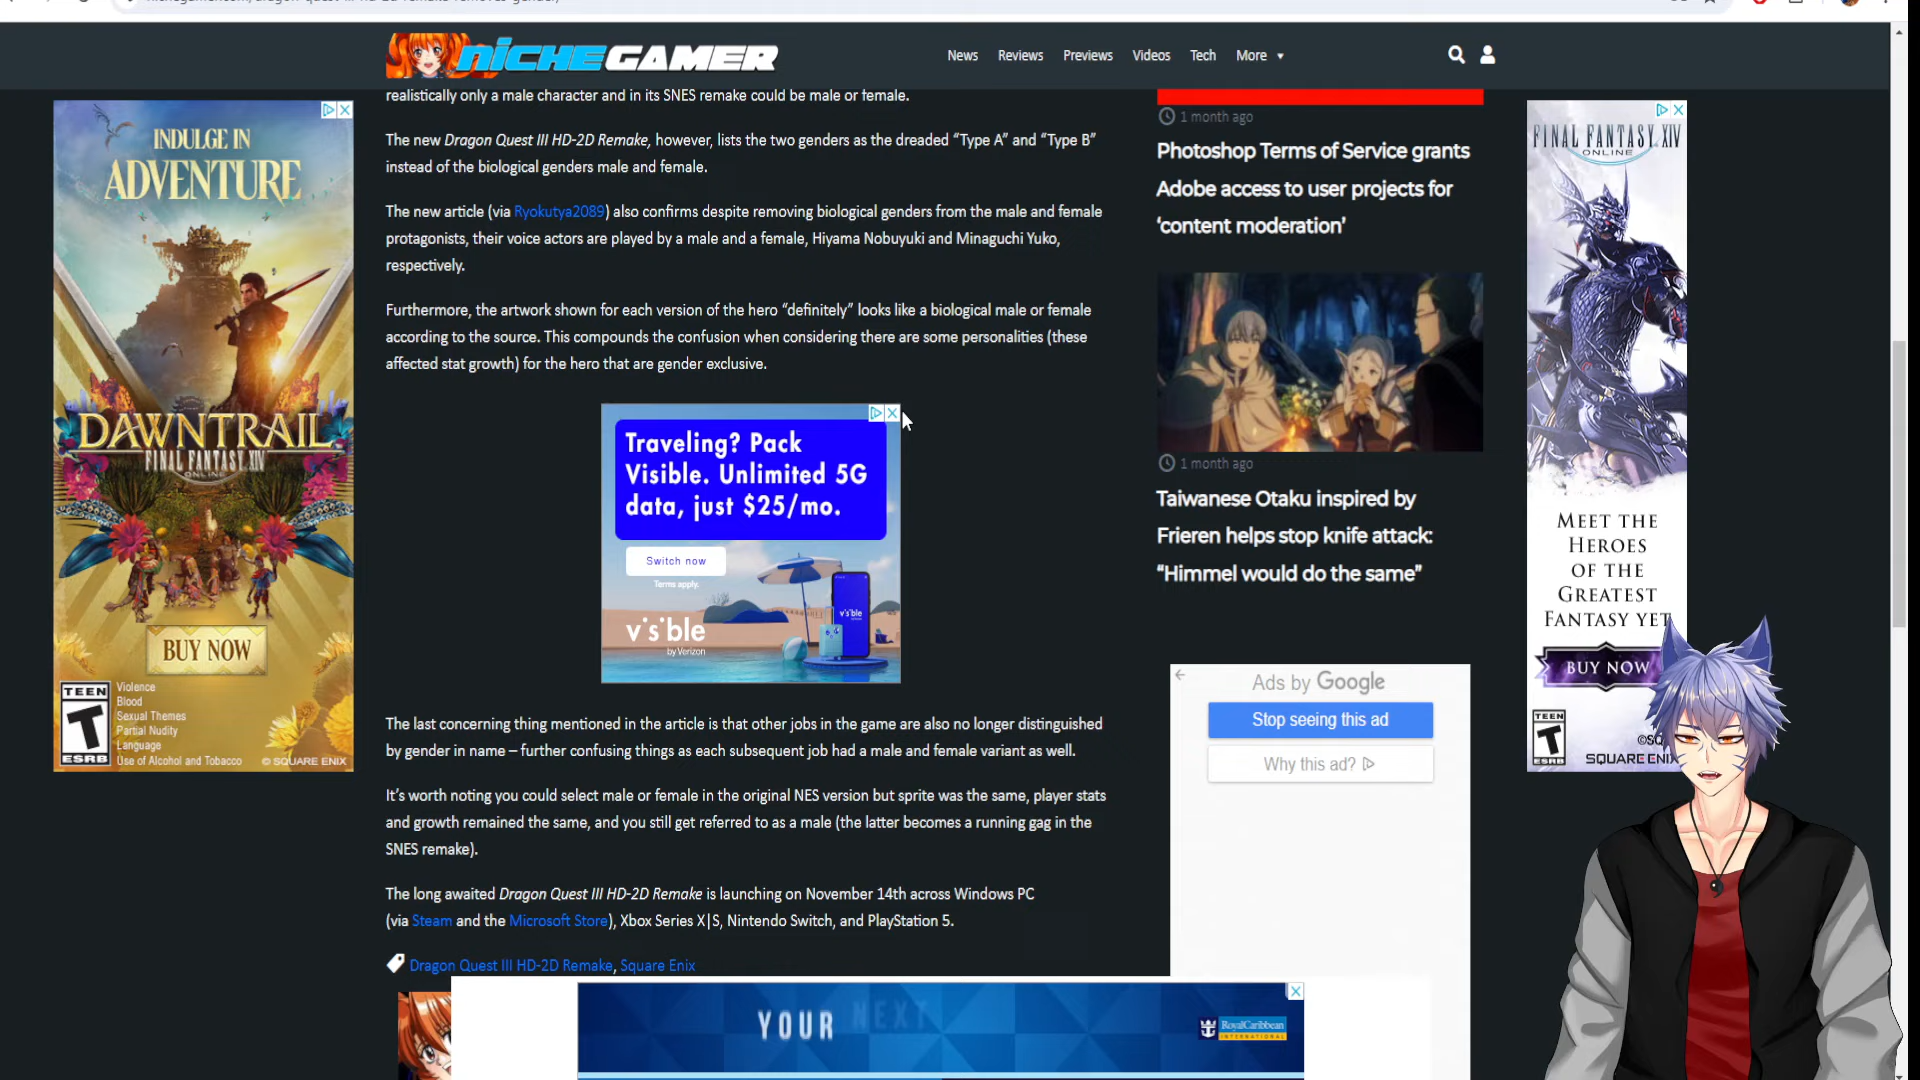 NICHEGAMER
News Reviews Previews Videos Tech More
realistically only a male character and in its SNES remake could be male or female.
The new Dragon Quest III HD-2D Remake, however, lists the two genders as the dreaded “Type A” and “Type B”
instead of the biological genders male and female.
The new article (via Ryokutya2089) also confirms despite removing biological genders from the male and female
protagonists, their voice actors are played by a male and a female, Hiyama Nobuyuki and Minaguchi Yuko,
respectively.
Furthermore, the artwork shown for each version of the hero “definitely” looks like a biological male or female
according to the source. This compounds the confusion when considering there are some personalities (these
affected stat growth) for the hero that are gender exclusive.
Traveling? Pack
Visible. Unlimited 5G
data, just $25/mo.
Switch now
Terms apply.
visible
by Verizon
visible
The last concerning thing mentioned in the article is that other jobs in the game are also no longer distinguished
by gender in name – further confusing things as each subsequent job had a male and female variant as well.
It’s worth noting you could select male or female in the original NES version but sprite was the same, player stats
and growth remained the same, and you still get referred to as a male (the latter becomes a running gag in the
SNES remake).
The long awaited Dragon Quest III HD-2D Remake is launching on November 14th across Windows PC
(via Steam and the Microsoft Store), Xbox Series X|S, Nintendo Switch, and PlayStation 5.
Dragon Quest III HD-2D Remake, Square Enix
INDULGE IN
ADVENTURE
DAWNTRAIL
FINAL FANTASY XIV
ONLINE
BUY NOW
TEEN
T
ESRB
Violence
Blood
Sexual Themes
Partial Nudity
Language
Use of Alcohol and Tobacco
© SQUARE ENIX
1 month ago
Photoshop Terms of Service grants
Adobe access to user projects for
‘content moderation’
1 month ago
Taiwanese Otaku inspired by
Frieren helps stop knife attack:
“Himmel would do the same”
Ads by Google
Stop seeing this ad
Why this ad?
FINAL FANTASY XIV
ONLINE
MEET THE
HEROES
OF THE
GREATEST
FANTASY YET
BUY NOW
TEEN
T
ESRB
SQUARE ENIX
YOUR NEXT
RoyalCaribbean
INTERNATIONAL